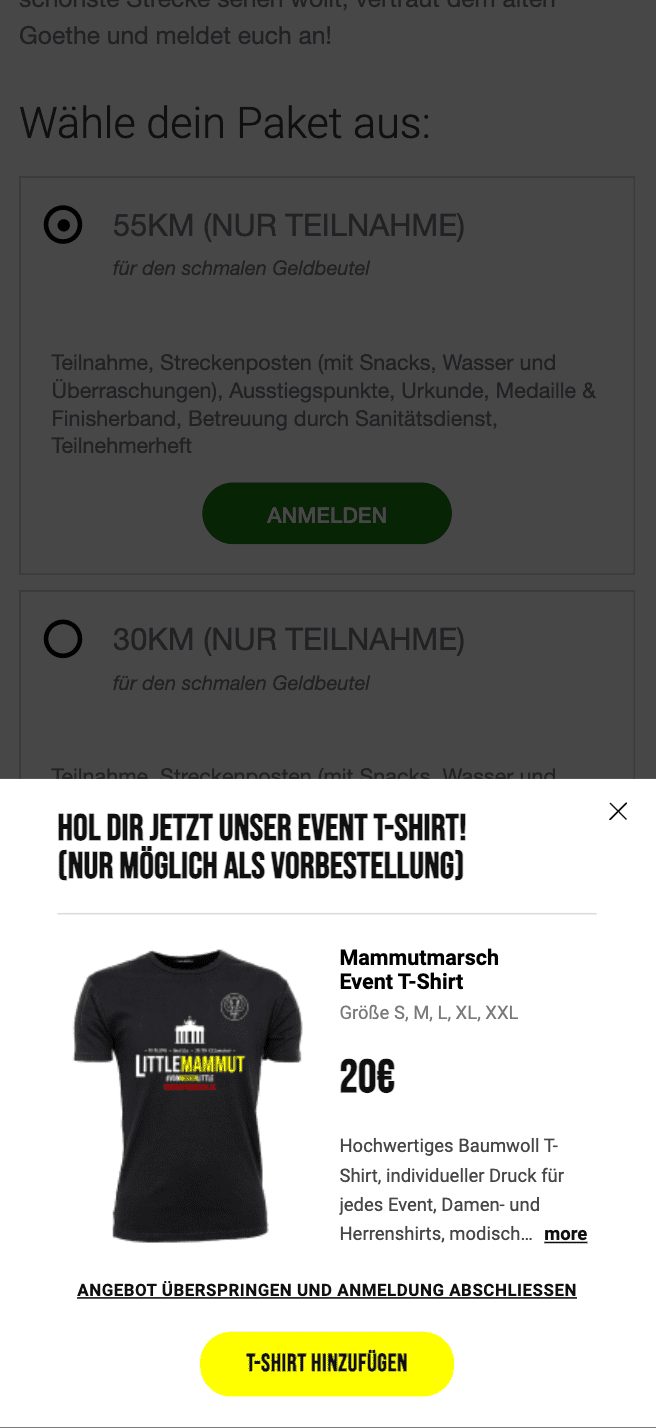 schönste Strecke sehen wollt, vertraut dem alten
Goethe und meldet euch an!
Wähle dein Paket aus:
55KM (NUR TEILNAHME)
für den schmalen Geldbeutel
Teilnahme, Streckenposten (mit Snacks, Wasser und
Überraschungen), Ausstiegspunkte, Urkunde, Medaille &
Finisherband, Betreuung durch Sanitätsdienst,
Teilnehmerheft
ANMELDEN
30KM (NUR TEILNAHME)
für den schmalen Geldbeutel
Teilnahme, Streckenposten (mit Snacks, Wasser und
HOL DIR JETZT UNSER EVENT T-SHIRT!
(NUR MÖGLICH ALS VORBESTELLUNG)
LITTLEMAMMUT
Mammutmarsch
Event T-Shirt
Größe S, M, L, XL, XXL
20€
Hochwertiges Baumwoll T-
Shirt, individueller Druck für
jedes Event, Damen- und
Herrenshirts, modisch... more
ANGEBOT ÜBERSPRINGEN UND ANMELDUNG ABSCHLIESSEN
T-SHIRT HINZUFÜGEN